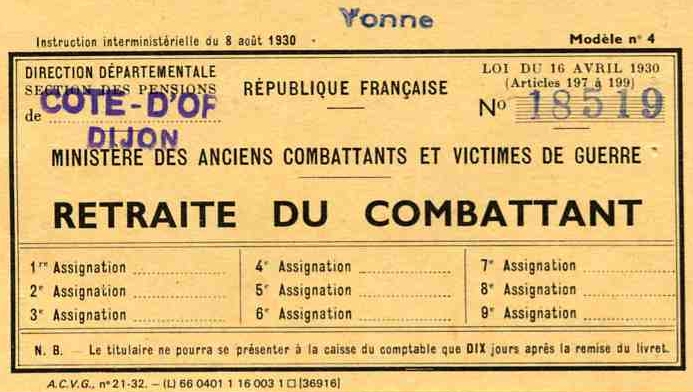 Yonne
Instruction interministérielle du 8 août 1930
Modèle n° 4
DIRECTION DÉPARTEMENTALE
SECTION DES PENSIONS
de COTE-D'OR
DIJON
RÉPUBLIQUE FRANÇAISE
LOI DU 16 AVRIL 1930
(Articles 197 à 199)
N° 18519
MINISTÈRE DES ANCIENS COMBATTANTS ET VICTIMES DE GUERRE
RETRAITE DU COMBATTANT
1re Assignation
2e Assignation
3e Assignation
4e Assignation
5e Assignation
6e Assignation
7e Assignation
8e Assignation
9e Assignation
N. B. - Le titulaire ne pourra se présenter à la caisse du comptable que DIX jours après la remise du livret.
A.C.V.G., n° 21-32. – (L) 66 0401 1 16 003 1 □ [36916]